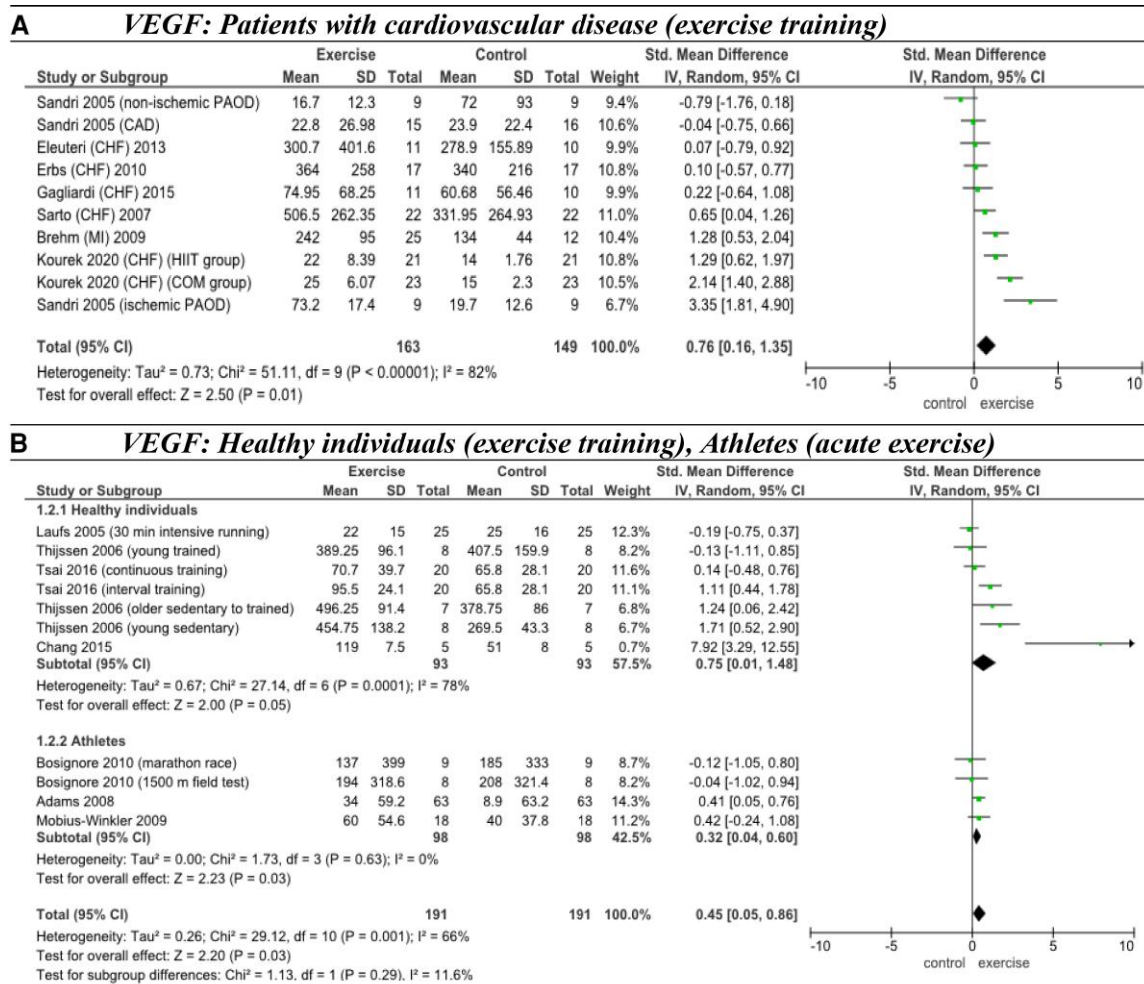 A VEGF: Patients with cardiovascular disease (exercise training)
Exercise Control Std. Mean Difference Std. Mean Difference
Study or Subgroup Mean SD Total Mean SD Total Weight IV, Random, 95% CI IV, Random, 95% CI
Sandri 2005 (non-ischemic PAOD) 16.7 12.3 9 72 93 9 9.4% -0.79 [-1.76, 0.18]
Sandri 2005 (CAD) 22.8 26.98 15 23.9 22.4 16 10.6% -0.04 [-0.75, 0.66]
Eleuteri (CHF) 2013 300.7 401.6 11 278.9 155.89 10 9.9% 0.07 [-0.79, 0.92]
Erbs (CHF) 2010 364 258 17 340 216 17 10.8% 0.10 [-0.57, 0.77]
Gagliardi (CHF) 2015 74.95 68.25 11 60.68 56.46 10 9.9% 0.22 [-0.64, 1.08]
Sarto (CHF) 2007 506.5 262.35 22 331.95 264.93 22 11.0% 0.65 [0.04, 1.26]
Brehm (MI) 2009 242 95 25 134 44 12 10.4% 1.28 [0.53, 2.04]
Kourek 2020 (CHF) (HIIT group) 22 8.39 21 14 1.76 21 10.8% 1.29 [0.62, 1.97]
Kourek 2020 (CHF) (COM group) 25 6.07 23 15 2.3 23 10.5% 2.14 [1.40, 2.88]
Sandri 2005 (ischemic PAOD) 73.2 17.4 9 19.7 12.6 9 6.7% 3.35 [1.81, 4.90]
Total (95% CI) 163 149 100.0% 0.76 [0.16, 1.35]
Heterogeneity: Tau² = 0.73; Chi² = 51.11, df = 9 (P < 0.00001); I² = 82%
Test for overall effect: Z = 2.50 (P = 0.01)
-10 -5 0 5 10
control exercise
B VEGF: Healthy individuals (exercise training), Athletes (acute exercise)
Exercise Control Std. Mean Difference Std. Mean Difference
Study or Subgroup Mean SD Total Mean SD Total Weight IV, Random, 95% CI IV, Random, 95% CI
1.2.1 Healthy individuals
Laufs 2005 (30 min intensive running) 22 15 25 25 16 25 12.3% -0.19 [-0.75, 0.37]
Thijssen 2006 (young trained) 389.25 96.1 8 407.5 159.9 8 8.2% -0.13 [-1.11, 0.85]
Tsai 2016 (continuous training) 70.7 39.7 20 65.8 28.1 20 11.6% 0.14 [-0.48, 0.76]
Tsai 2016 (interval training) 95.5 24.1 20 65.8 28.1 20 11.1% 1.11 [0.44, 1.78]
Thijssen 2006 (older sedentary to trained) 496.25 91.4 7 378.75 86 7 6.8% 1.24 [0.06, 2.42]
Thijssen 2006 (young sedentary) 454.75 138.2 8 269.5 43.3 8 6.7% 1.71 [0.52, 2.90]
Chang 2015 119 7.5 5 51 8 5 0.7% 7.92 [3.29, 12.55]
Subtotal (95% CI) 93 93 57.5% 0.75 [0.01, 1.48]
Heterogeneity: Tau² = 0.67; Chi² = 27.14, df = 6 (P = 0.0001); I² = 78%
Test for overall effect: Z = 2.00 (P = 0.05)
1.2.2 Athletes
Bosignore 2010 (marathon race) 137 399 9 185 333 9 8.7% -0.12 [-1.05, 0.80]
Bosignore 2010 (1500 m field test) 194 318.6 8 208 321.4 8 8.2% -0.04 [-1.02, 0.94]
Adams 2008 34 59.2 63 8.9 63.2 63 14.3% 0.41 [0.05, 0.76]
Mobius-Winkler 2009 60 54.6 18 40 37.8 18 11.2% 0.42 [-0.24, 1.08]
Subtotal (95% CI) 98 98 42.5% 0.32 [0.04, 0.60]
Heterogeneity: Tau² = 0.00; Chi² = 1.73, df = 3 (P = 0.63); I² = 0%
Test for overall effect: Z = 2.23 (P = 0.03)
Total (95% CI) 191 191 100.0% 0.45 [0.05, 0.86]
Heterogeneity: Tau² = 0.26; Chi² = 29.12, df = 10 (P = 0.001); I² = 66%
Test for overall effect: Z = 2.20 (P = 0.03)
Test for subgroup differences: Chi² = 1.13, df = 1 (P = 0.29), I² = 11.6%
-10 -5 0 5 10
control exercise